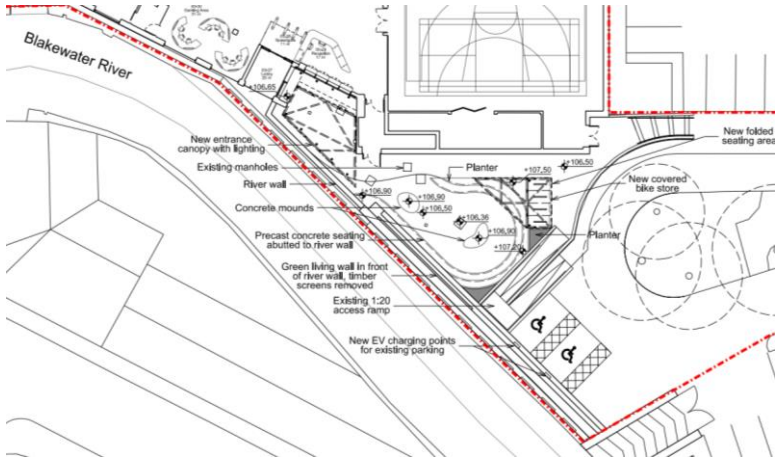 Blakewater River
+106.85
New entrance
canopy with lighting
Existing manholes
River wall
Concrete mounds
Precast concrete seating
abutted to river wall
Green living wall in front
of river wall, timber
screens removed
Existing 1:20
access ramp
New EV charging points
for existing parking
Planter
+107.50
+106.50
New folded
seating area
New covered
bike store
+106.90
+106.90
+106.50
+106.36
+106.90
+107.20
Planter